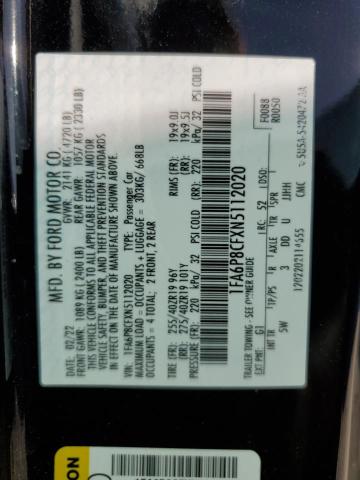 MFD. BY FORD MOTOR CO.
02/22 GVWR: 2141 KG ( 4720 LB)
FRONT GAWR: 1089 KG ( 2400 LB) REAR GAWR: 1057 KG ( 2330 LB)
THIS VEHICLE CONFORMS TO ALL APPLICABLE FEDERAL MOTOR
VEHICLE SAFETY, BUMPER, AND THEFT PREVENTION STANDARDS
IN EFFECT ON THE DATE OF MANUFACTURE SHOWN ABOVE.
VIN: 1FA6P8CFXN5112020 TYPE: Passenger Car
MAXIMUM LOAD = OCCUPANTS + LUGGAGE = 303KG/ 668LB
OCCUPANTS = 4 TOTAL, 2 FRONT, 2 REAR
TIRE (FR): 255/40ZR19 96Y RIMS (FR): 19x9.0J
(RR): 275/40ZR19 101Y (RR): 19x9.5J
PRESSURE (FR): 220 kPa/ 32 PSI COLD (RR): 220 kPa/ 32 PSI COLD
1FA6P8CFXN5112020
TRAILER TOWING - SEE OWNER GUIDE F0088
EXT PNT: G1 RC: 52 DSO: R0050
INT TR TP/PS R AXLE TR SPR
5W 3 DO U JJHH
CMC